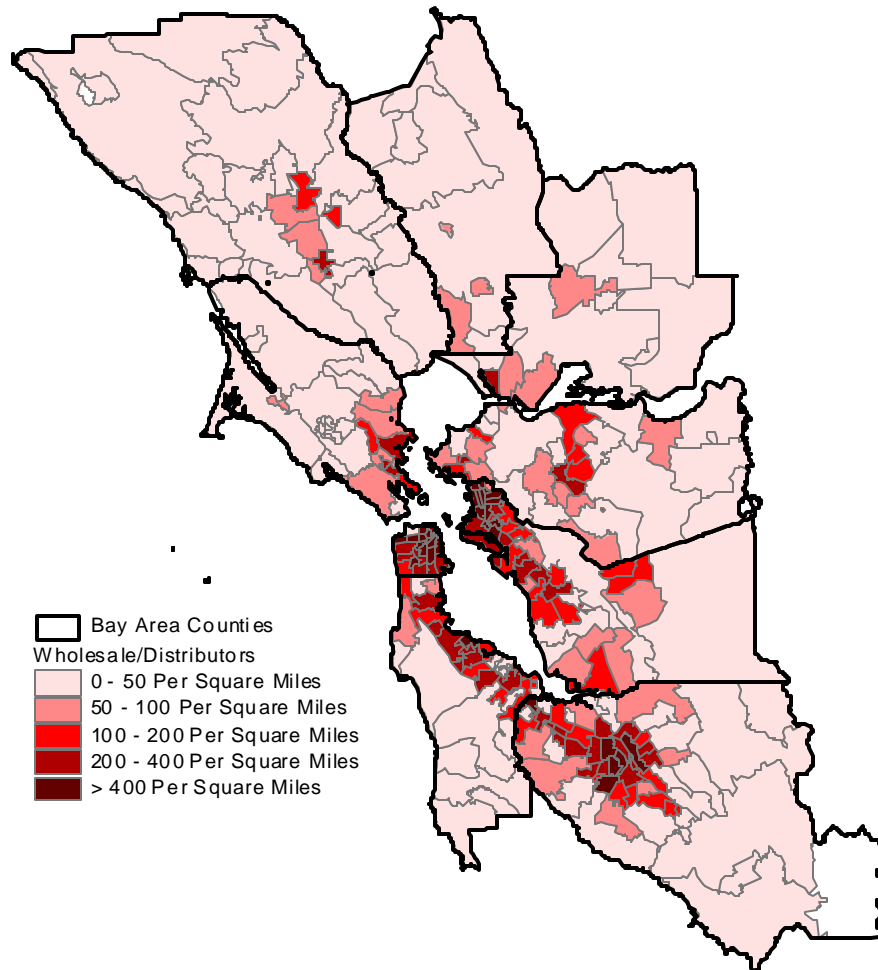 Bay Area Counties
Wholesale/Distributors
0 - 50 Per Square Miles
50 - 100 Per Square Miles
100 - 200 Per Square Miles
200 - 400 Per Square Miles
> 400 Per Square Miles